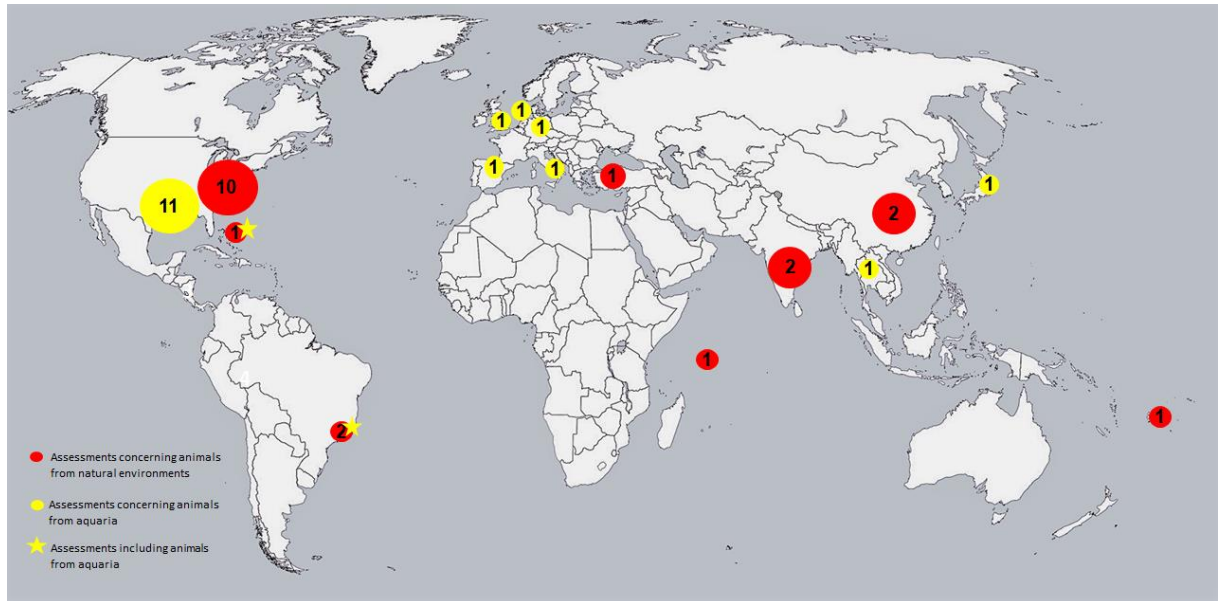 1
1
1
1
1
1
1
10
2
11
1
2
1
1
4
1
2
Assessments concerning animals
from natural environments
Assessments concerning animals
from aquaria
Assessments including animals
from aquaria